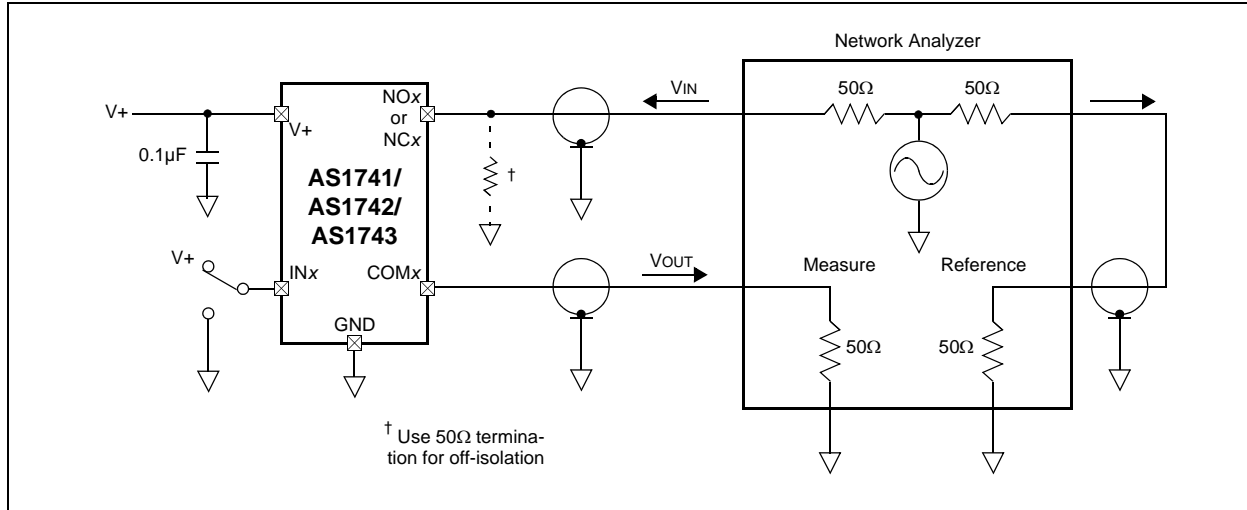 Network Analyzer
V+
0.1µF
V+
NOx
or
NCx
AS1741/
AS1742/
AS1743
INx
COMx
GND
V+
†
VIN
50Ω
50Ω
VOUT
Measure
Reference
50Ω
50Ω
† Use 50Ω termina-
tion for off-isolation